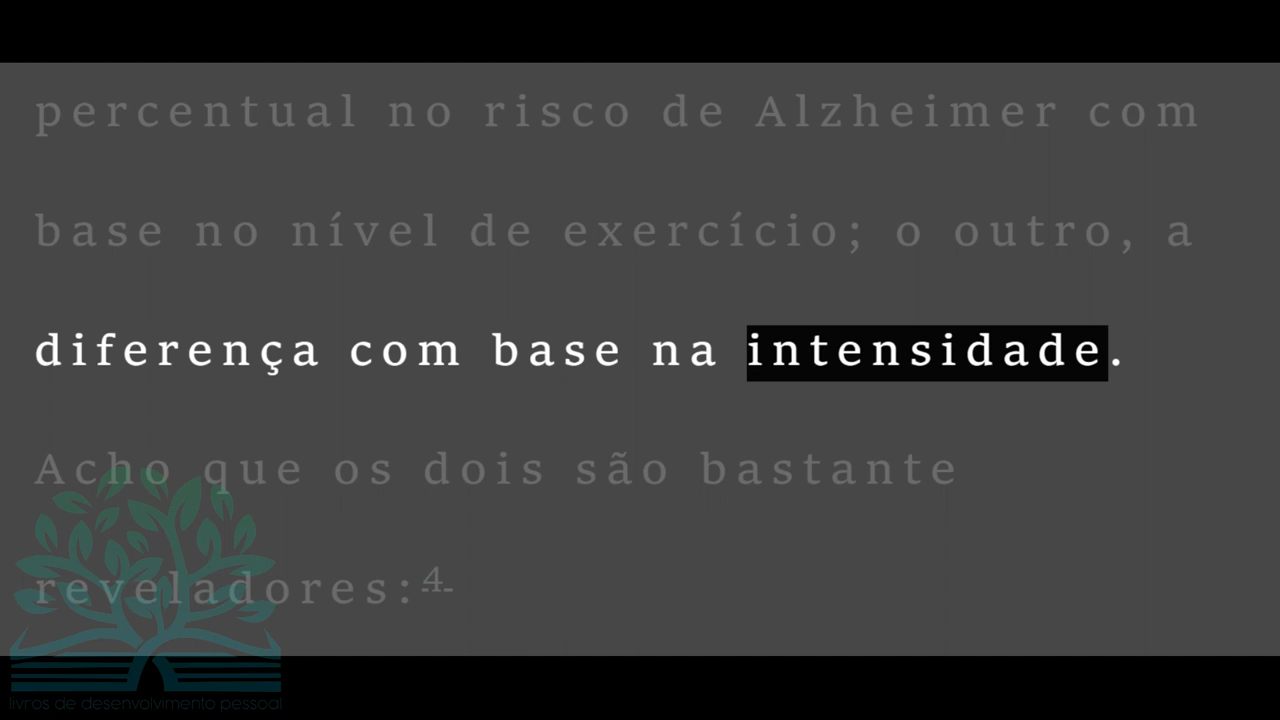 percentual no risco de Alzheimer com
base no nível de exercício; o outro, a
diferença com base na intensidade.
Acho que os dois são bastante
reveladores:4
livros de desenvolvimento pessoal